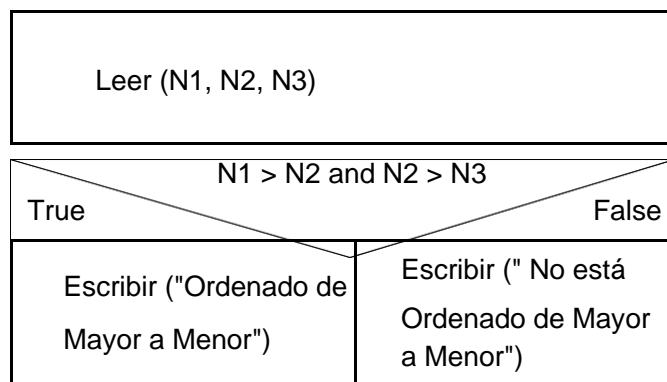 Leer (N1, N2, N3)
N1 > N2 and N2 > N3
True
False
Escribir ("Ordenado de
Mayor a Menor")
Escribir (" No está
Ordenado de Mayor
a Menor")